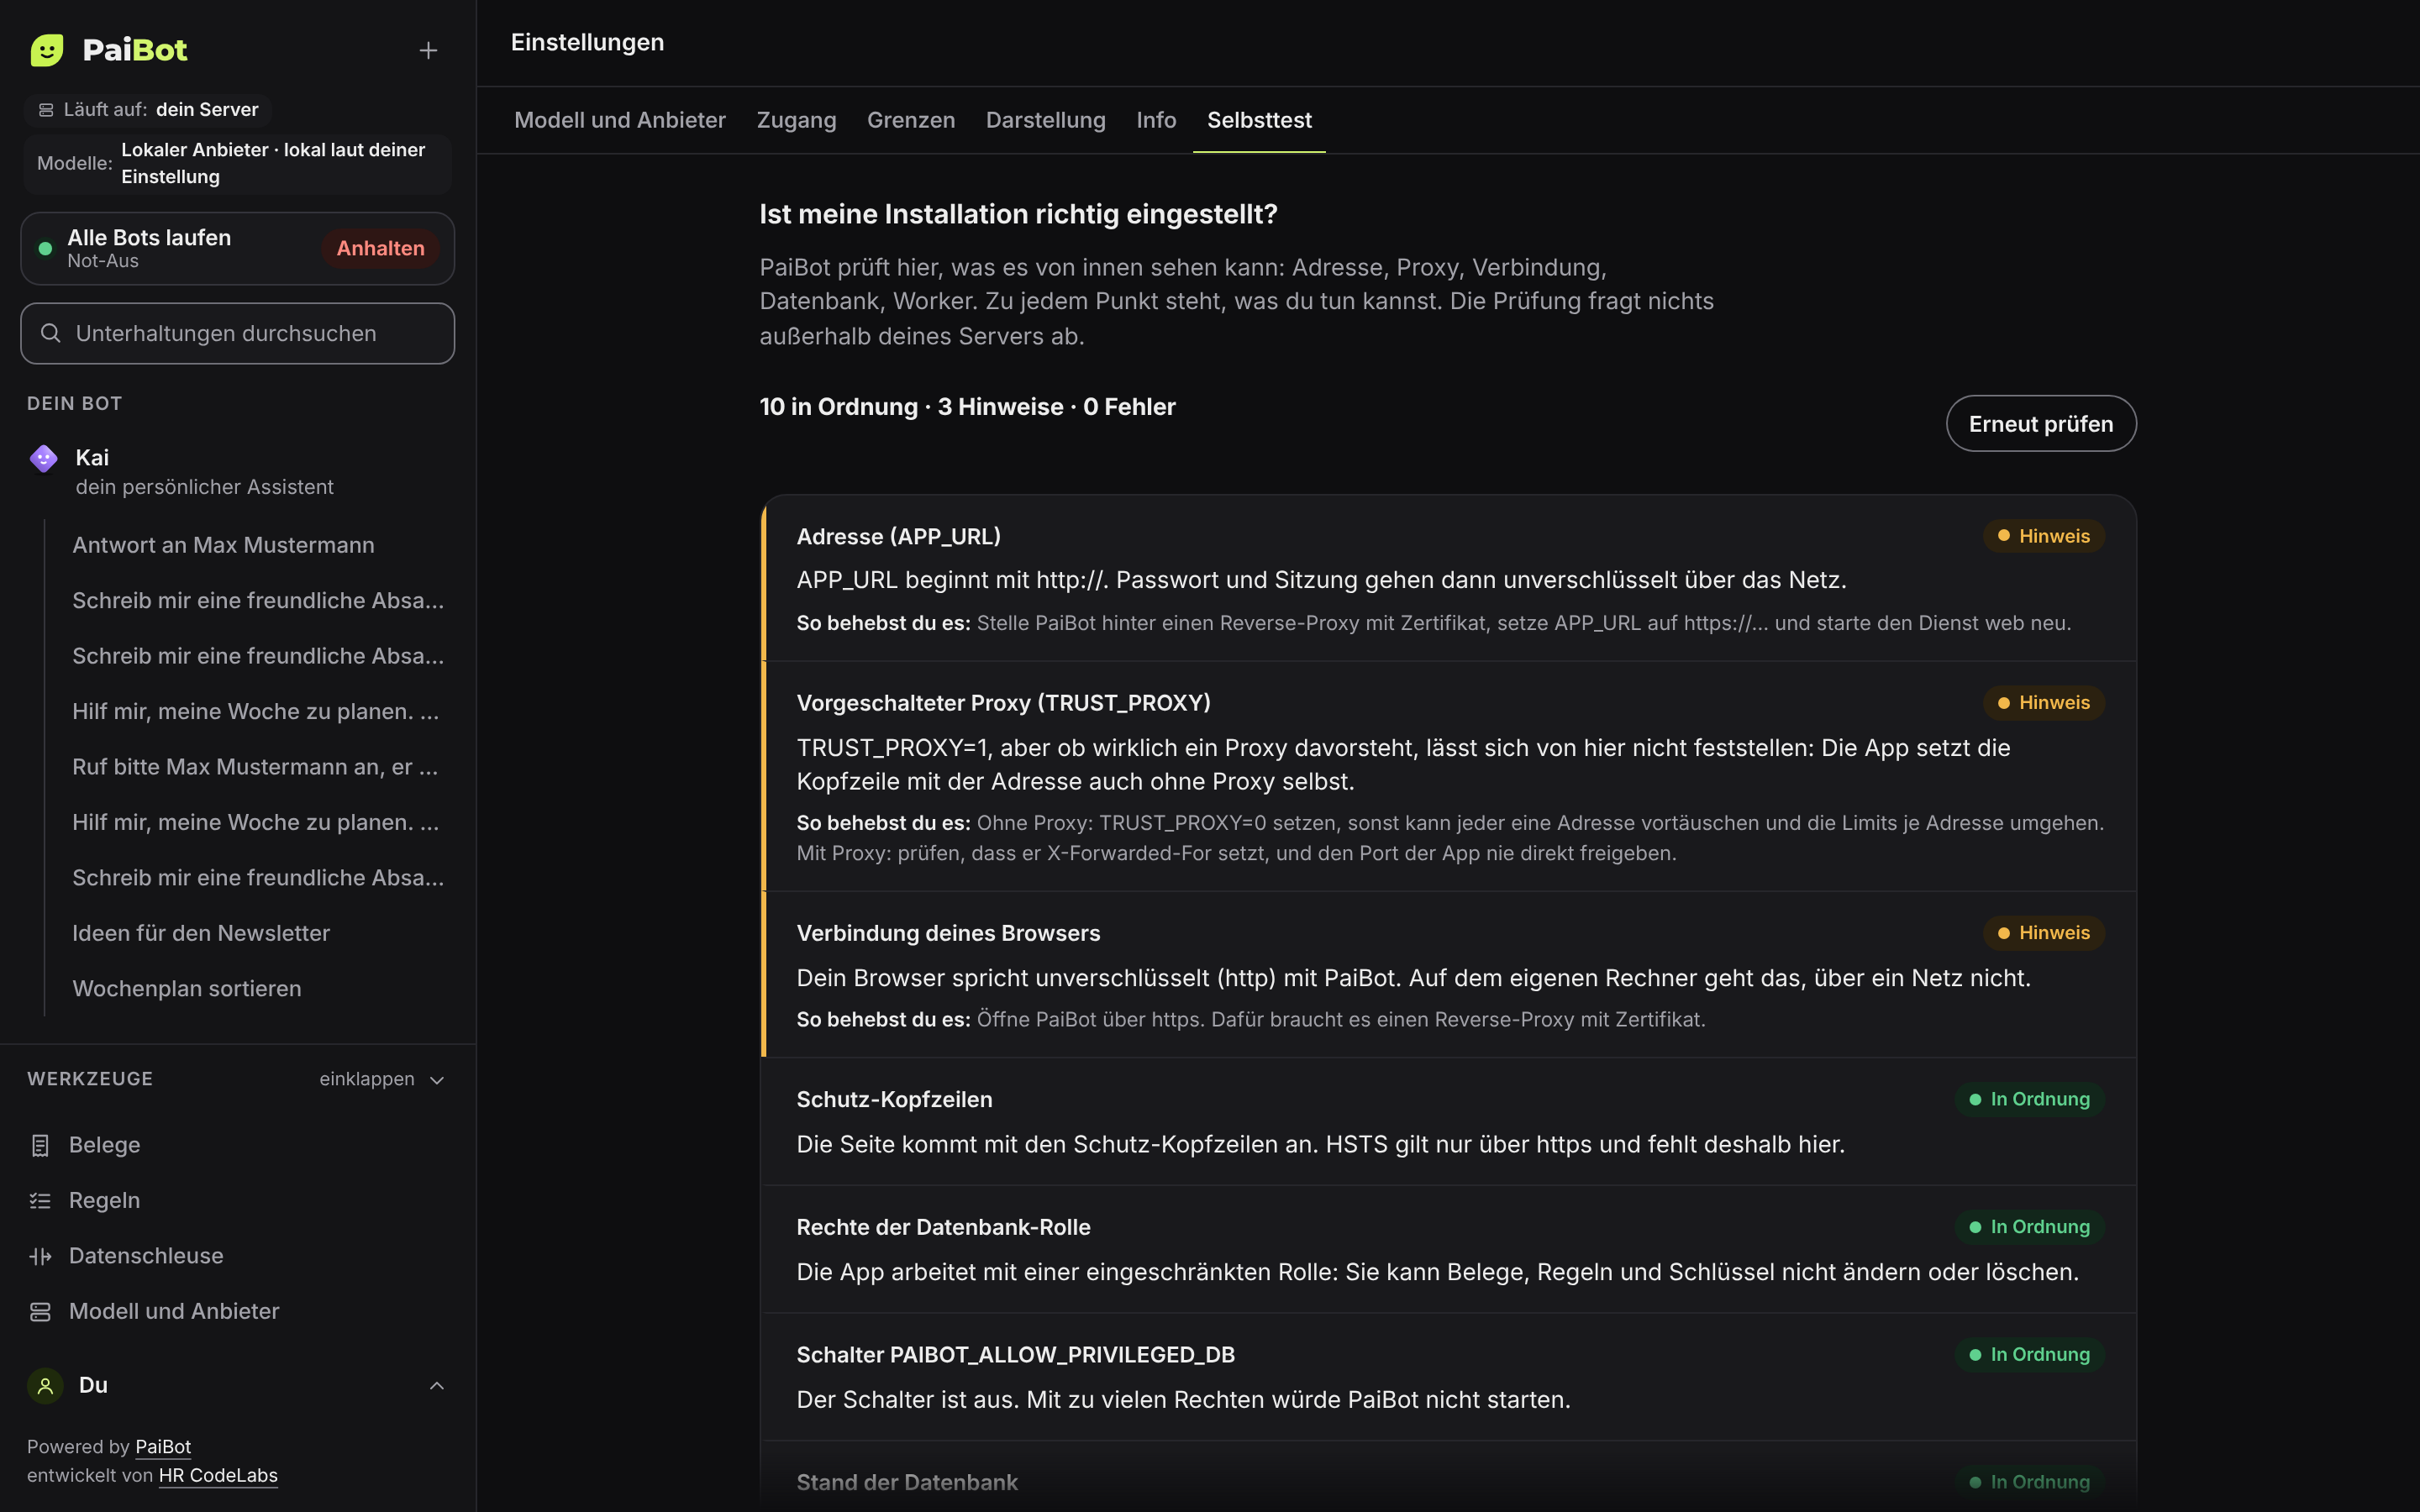 PaiBot
Läuft auf: dein Server
Modelle: Lokaler Anbieter · lokal laut deiner
Einstellung
Alle Bots laufen
Not-Aus
Anhalten
Unterhaltungen durchsuchen
DEIN BOT
Kai
dein persönlicher Assistent
Antwort an Max Mustermann
Schreib mir eine freundliche Absa...
Schreib mir eine freundliche Absa...
Hilf mir, meine Woche zu planen. ...
Ruf bitte Max Mustermann an, er ...
Hilf mir, meine Woche zu planen. ...
Schreib mir eine freundliche Absa...
Ideen für den Newsletter
Wochenplan sortieren
WERKZEUGE
einklappen
Belege
Regeln
Datenschleuse
Modell und Anbieter
Du
Powered by PaiBot
entwickelt von HR CodeLabs
Einstellungen
Modell und Anbieter Zugang Grenzen Darstellung Info Selbsttest
Ist meine Installation richtig eingestellt?
PaiBot prüft hier, was es von innen sehen kann: Adresse, Proxy, Verbindung,
Datenbank, Worker. Zu jedem Punkt steht, was du tun kannst. Die Prüfung fragt nichts
außerhalb deines Servers ab.
10 in Ordnung · 3 Hinweise · 0 Fehler
Erneut prüfen
Adresse (APP_URL)
Hinweis
APP_URL beginnt mit http://. Passwort und Sitzung gehen dann unverschlüsselt über das Netz.
So behebst du es: Stelle PaiBot hinter einen Reverse-Proxy mit Zertifikat, setze APP_URL auf https://... und starte den Dienst web neu.
Vorgeschalteter Proxy (TRUST_PROXY)
Hinweis
TRUST_PROXY=1, aber ob wirklich ein Proxy davorsteht, lässt sich von hier nicht feststellen: Die App setzt die
Kopfzeile mit der Adresse auch ohne Proxy selbst.
So behebst du es: Ohne Proxy: TRUST_PROXY=0 setzen, sonst kann jeder eine Adresse vortäuschen und die Limits je Adresse umgehen.
Mit Proxy: prüfen, dass er X-Forwarded-For setzt, und den Port der App nie direkt freigeben.
Verbindung deines Browsers
Hinweis
Dein Browser spricht unverschlüsselt (http) mit PaiBot. Auf dem eigenen Rechner geht das, über ein Netz nicht.
So behebst du es: Öffne PaiBot über https. Dafür braucht es einen Reverse-Proxy mit Zertifikat.
Schutz-Kopfzeilen
In Ordnung
Die Seite kommt mit den Schutz-Kopfzeilen an. HSTS gilt nur über https und fehlt deshalb hier.
Rechte der Datenbank-Rolle
In Ordnung
Die App arbeitet mit einer eingeschränkten Rolle: Sie kann Belege, Regeln und Schlüssel nicht ändern oder löschen.
Schalter PAIBOT_ALLOW_PRIVILEGED_DB
In Ordnung
Der Schalter ist aus. Mit zu vielen Rechten würde PaiBot nicht starten.
Stand der Datenbank
In Ordnung